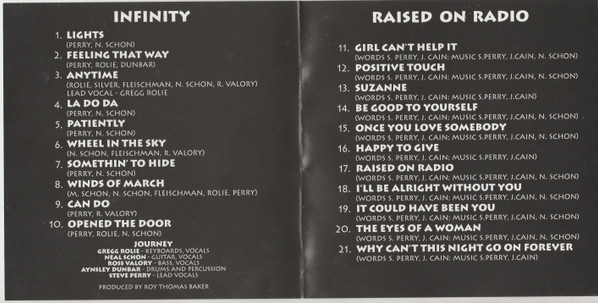 INFINITY
1. LIGHTS
(PERRY, N. SCHON)
2. FEELING THAT WAY
(PERRY, ROLIE, DUNBAR)
3. ANYTIME
(ROLIE, SILVER, FLEISCHMAN, N. SCHON, R. VALORY)
LEAD VOCAL - GREGG ROLIE
4. LA DO DA
(PERRY, N. SCHON)
5. PATIENTLY
(PERRY, N. SCHON)
6. WHEEL IN THE SKY
(N. SCHON, FLEISCHMAN, R. VALORY)
7. SOMETHIN' TO HIDE
(PERRY, N. SCHON)
8. WINDS OF MARCH
(M. SCHON, N. SCHON, FLEISCHMAN, ROLIE, PERRY)
9. CAN DO
(PERRY, R. VALORY)
10. OPENED THE DOOR
(PERRY, ROLIE, N. SCHON)
JOURNEY
GREGG ROLIE - KEYBOARDS, VOCALS
NEAL SCHON - GUITAR, VOCALS
ROSS VALORY - BASS, VOCALS
AYNSLEY DUNBAR - DRUMS AND PERCUSSION
STEVE PERRY - LEAD VOCALS
PRODUCED BY ROY THOMAS BAKER
RAISED ON RADIO
11. GIRL CAN'T HELP IT
(WORDS S. PERRY, J. CAIN: MUSIC S.PERRY, J.CAIN, N. SCHON)
12. POSITIVE TOUCH
(WORDS S. PERRY, J. CAIN: MUSIC S.PERRY, J.CAIN, N. SCHON)
13. SUZANNE
(WORDS S. PERRY, J. CAIN: MUSIC S.PERRY, J.CAIN)
14. BE GOOD TO YOURSELF
(WORDS S. PERRY, J. CAIN: MUSIC S.PERRY, J.CAIN, N. SCHON)
15. ONCE YOU LOVE SOMEBODY
(WORDS S. PERRY, J. CAIN: MUSIC S.PERRY, J.CAIN, N. SCHON)
16. HAPPY TO GIVE
(WORDS S. PERRY, J. CAIN: MUSIC S.PERRY, J.CAIN)
17. RAISED ON RADIO
(WORDS S. PERRY, J. CAIN: MUSIC S.PERRY, J.CAIN, N. SCHON)
18. I'LL BE ALRIGHT WITHOUT YOU
(WORDS S. PERRY, J. CAIN: MUSIC S.PERRY, J.CAIN, N. SCHON)
19. IT COULD HAVE BEEN YOU
(WORDS S. PERRY, J. CAIN: MUSIC S.PERRY, J.CAIN, N. SCHON)
20. THE EYES OF A WOMAN
(WORDS S. PERRY, J. CAIN: MUSIC S.PERRY, J.CAIN, N. SCHON)
21. WHY CAN'T THIS NIGHT GO ON FOREVER
(WORDS S. PERRY, J. CAIN: MUSIC S.PERRY, J.CAIN, N. SCHON)